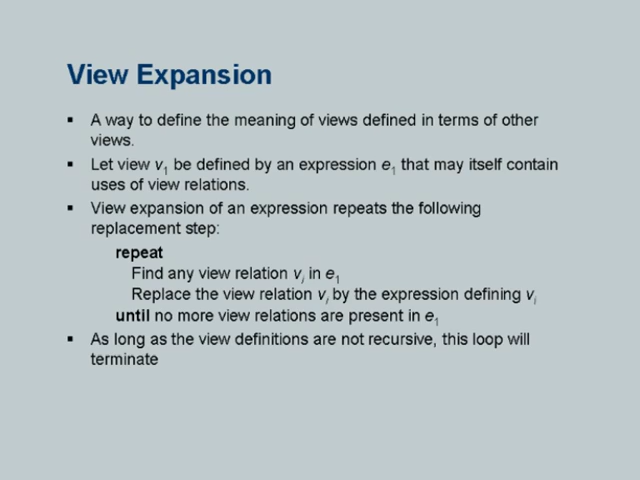 View Expansion
▪ A way to define the meaning of views defined in terms of other
views.
▪ Let view v1 be defined by an expression e1 that may itself contain
uses of view relations.
▪ View expansion of an expression repeats the following
replacement step:
repeat
Find any view relation vi in e1
Replace the view relation vi by the expression defining vi
until no more view relations are present in e1
▪ As long as the view definitions are not recursive, this loop will
terminate